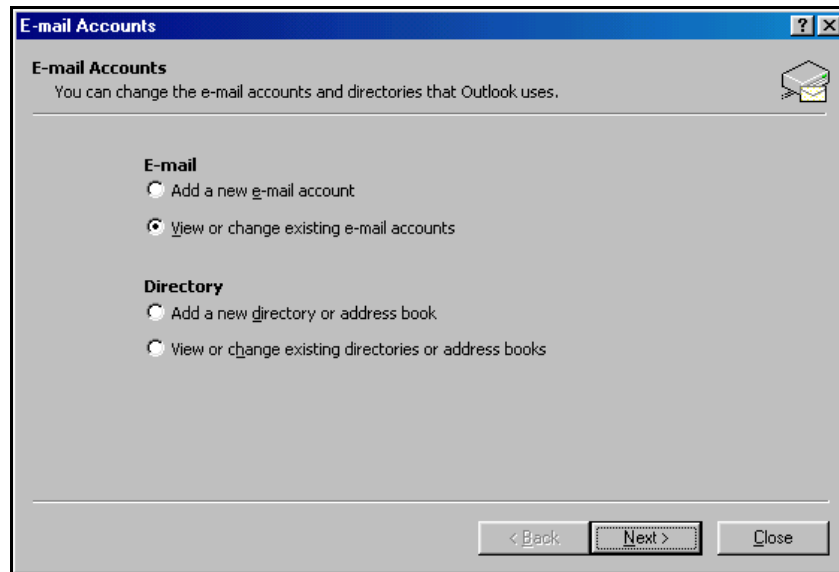 E-mail Accounts
E-mail Accounts
You can change the e-mail accounts and directories that Outlook uses.
E-mail
Add a new e-mail account
View or change existing e-mail accounts
Directory
Add a new directory or address book
View or change existing directories or address books
< Back Next > Close